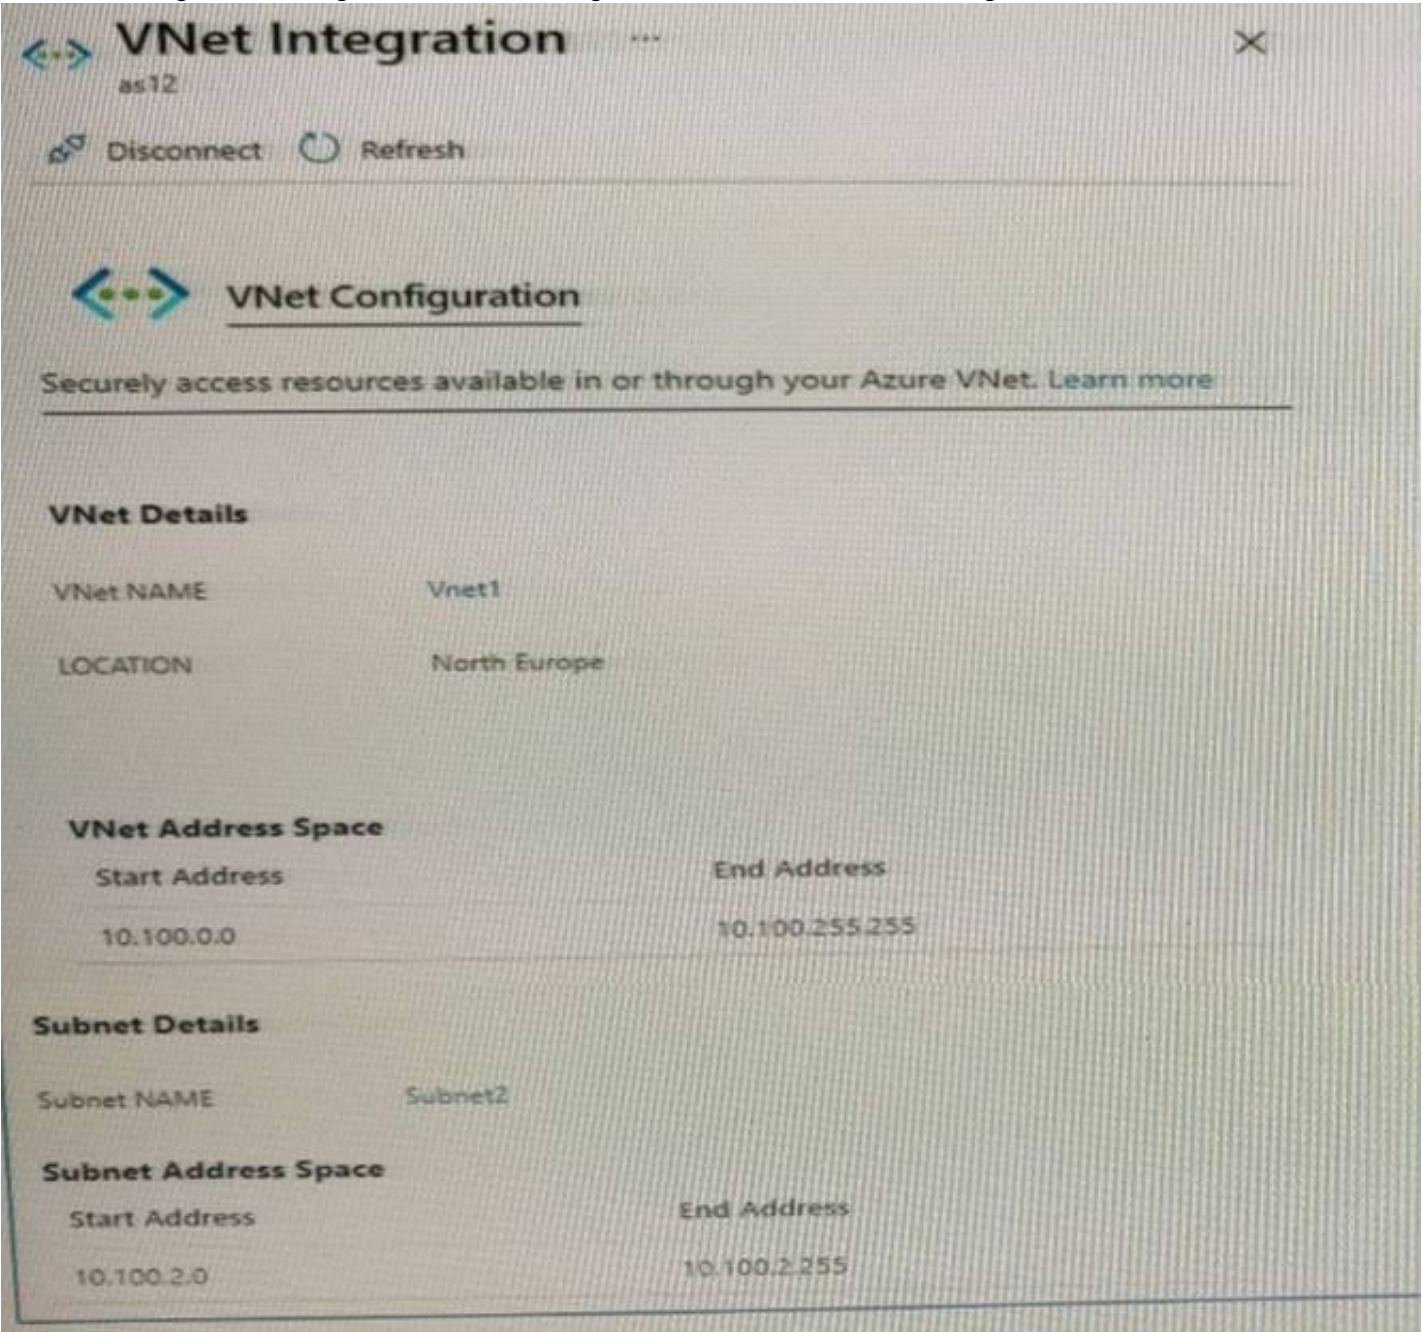 VNet Integration ...
as12
Disconnect Refresh
VNet Configuration
Securely access resources available in or through your Azure VNet. Learn more
VNet Details
VNet NAME Vnet1
LOCATION North Europe
VNet Address Space
Start Address End Address
10.100.0.0 10.100.255.255
Subnet Details
Subnet NAME Subnet2
Subnet Address Space
Start Address End Address
10.100.2.0 10.100.2.255